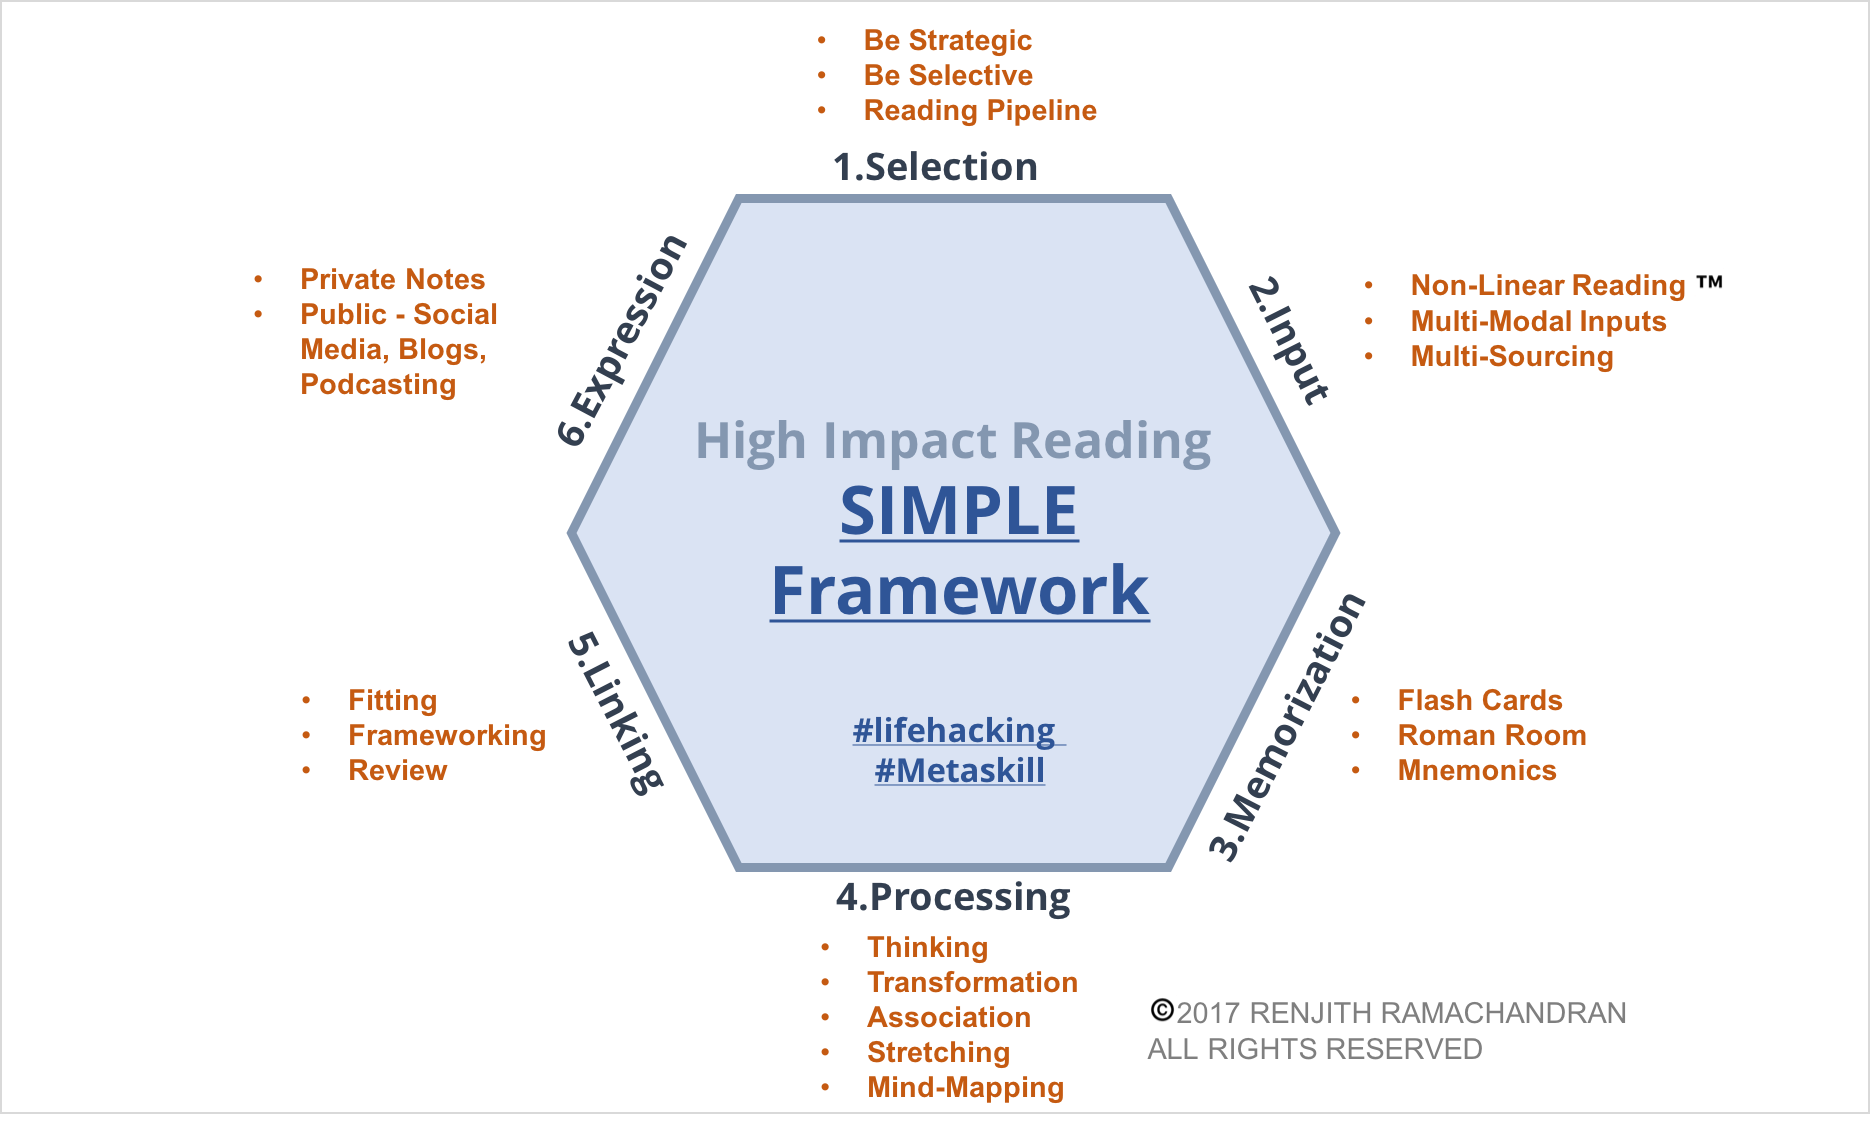 • Be Strategic
• Be Selective
• Reading Pipeline
1.Selection
2.Input
• Non-Linear Reading ™
• Multi-Modal Inputs
• Multi-Sourcing
3.Memorization
• Flash Cards
• Roman Room
• Mnemonics
4.Processing
• Thinking
• Transformation
• Association
• Stretching
• Mind-Mapping
5.Linking
• Fitting
• Frameworking
• Review
6.Expression
• Private Notes
• Public - Social
Media, Blogs,
Podcasting
High Impact Reading
SIMPLE
Framework
#lifehacking
#Metaskill
©2017 RENJITH RAMACHANDRAN
ALL RIGHTS RESERVED